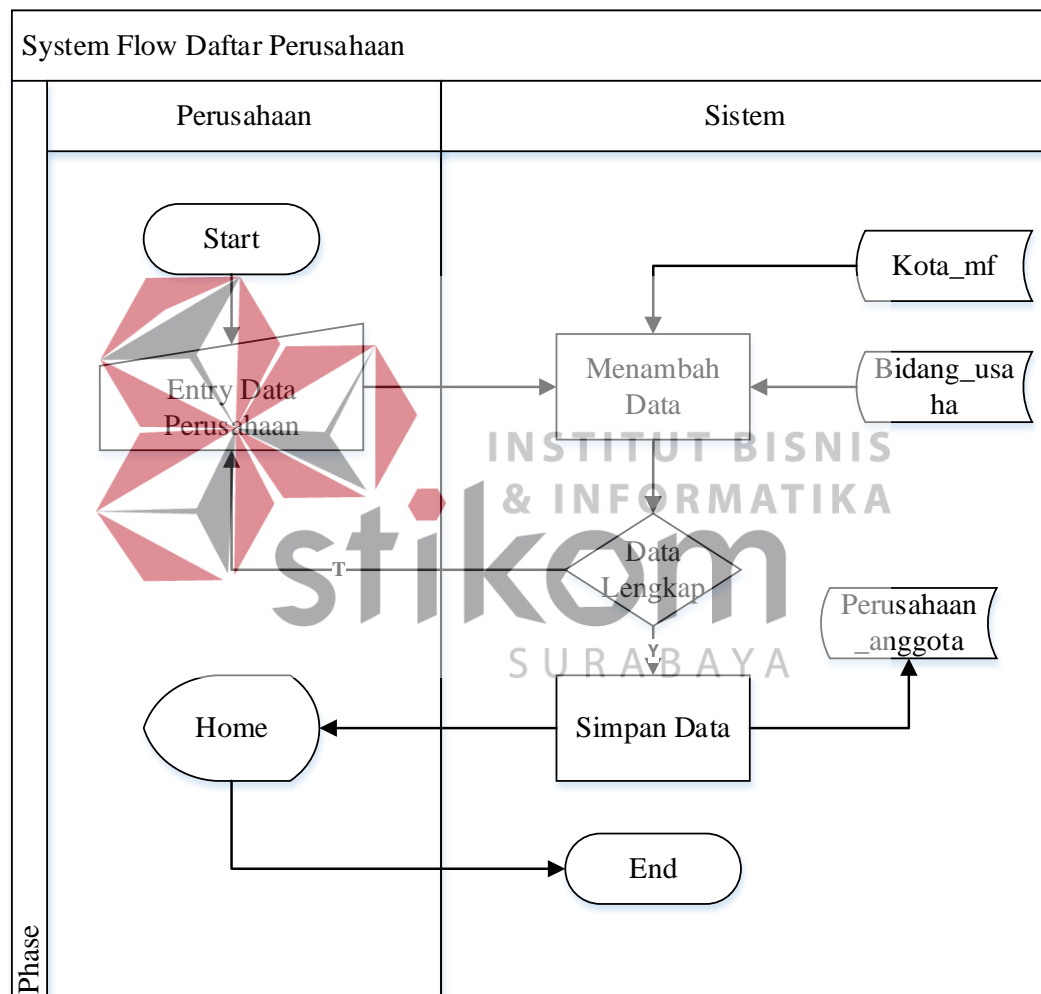 System Flow Daftar Perusahaan
Perusahaan
Sistem
Start
Kota_mf
Entry Data
Perusahaan
Menambah
Data
Bidang_usa
ha
INSTITUT BISNIS
& INFORMATIKA
stikom
SURABAYA
Data
Lengkap
T
Y
Perusahaan
_anggota
Home
Simpan Data
End
Phase